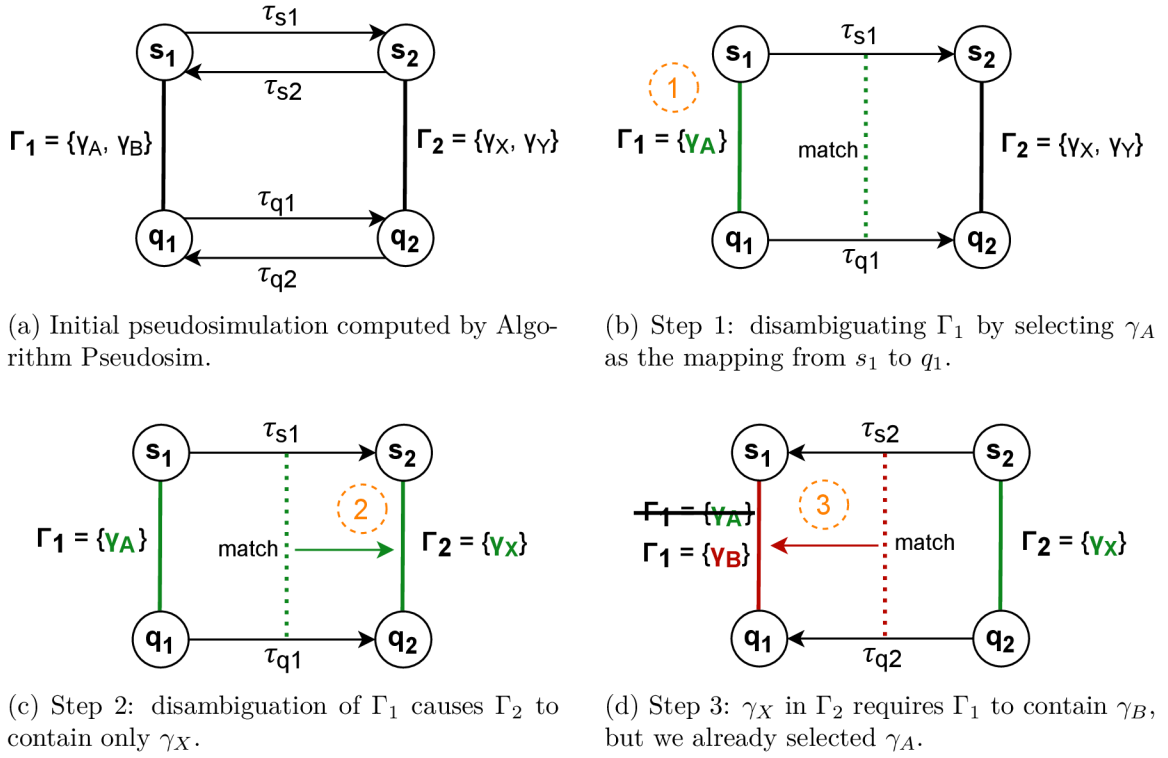 τs1
s1
s2
τs2
Γ1 = {γA, γB}
Γ2 = {γX, γY}
τq1
q1
q2
τq2
(a) Initial pseudosimulation computed by Algo-
rithm Pseudosim.
τs1
s1
s2
1
Γ1 = {γA}
match
Γ2 = {γX, γY}
q1
q2
τq1
(b) Step 1: disambiguating Γ1 by selecting γA
as the mapping from s1 to q1.
τs1
s1
s2
2
Γ1 = {γA}
match
Γ2 = {γX}
q1
q2
τq1
(c) Step 2: disambiguation of Γ1 causes Γ2 to
contain only γX.
τs2
s1
s2
3
Γ1 = {γA}
Γ1 = {γB}
match
Γ2 = {γX}
q1
q2
τq2
(d) Step 3: γX in Γ2 requires Γ1 to contain γB,
but we already selected γA.